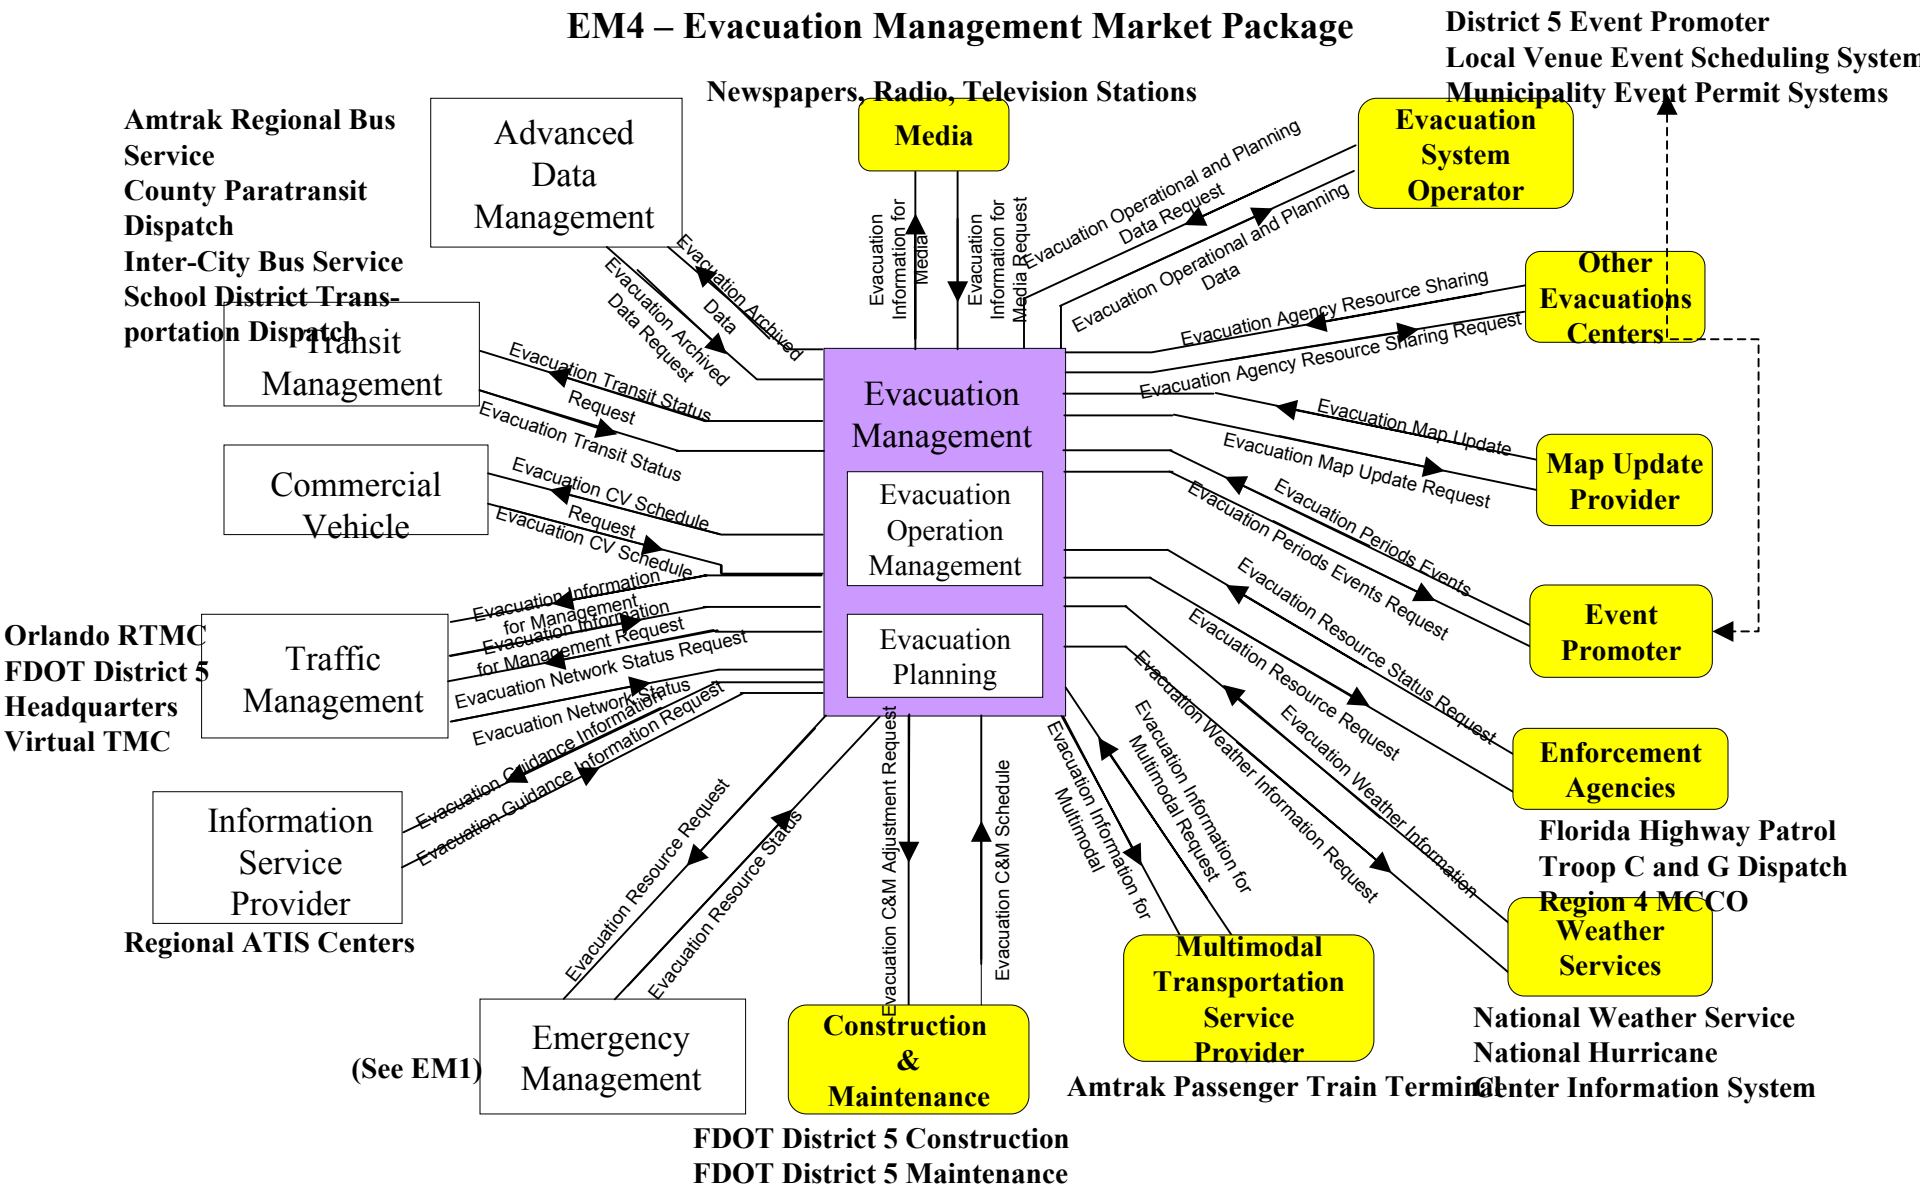 EM4 – Evacuation Management Market Package
District 5 Event Promoter
Local Venue Event Scheduling System
Municipality Event Permit Systems
Newspapers, Radio, Television Stations
Amtrak Regional Bus
Service
County Paratransit
Dispatch
Inter-City Bus Service
School District Trans-
portation Dispatch
Advanced
Data
Management
Media
Evacuation
System
Operator
Evacuation Archived
Data
Evacuation Archived
Data Request
Evacuation
Information for
Media
Evacuation
Information for
Media Request
Evacuation Operational and Planning
Data Request
Evacuation Operational and Planning
Data
Other
Evacuations
Centers
Evacuation Agency Resource Sharing
Evacuation Agency Resource Sharing Request
Transit
Management
Evacuation Transit Status
Request
Evacuation Transit Status
Evacuation
Management
Evacuation
Operation
Management
Evacuation
Planning
Evacuation Map Update
Evacuation Map Update Request
Map Update
Provider
Commercial
Vehicle
Evacuation CV Schedule
Request
Evacuation CV Schedule
Evacuation Periods Events
Evacuation Periods Events Request
Event
Promoter
Orlando RTMC
FDOT District 5
Headquarters
Virtual TMC
Traffic
Management
Evacuation Information
for Management
Evacuation Information
for Management Request
Evacuation Network Status Request
Evacuation Network Status
Evacuation Resource Status Request
Evacuation Resource Request
Enforcement
Agencies
Florida Highway Patrol
Troop C and G Dispatch
Region 4 MCCO
Information
Service
Provider
Regional ATIS Centers
Evacuation Guidance Information
Evacuation Guidance Information Request
Evacuation Weather Information
Evacuation Weather Information Request
Weather
Services
National Weather Service
National Hurricane
Center Information System
(See EM1)
Emergency
Management
Evacuation Resource Request
Evacuation Resource Status
Evacuation C&M Adjustment Request
Evacuation C&M Schedule
Construction
&
Maintenance
FDOT District 5 Construction
FDOT District 5 Maintenance
Evacuation Information for
Multimodal
Evacuation Information for
Multimodal Request
Multimodal
Transportation
Service
Provider
Amtrak Passenger Train Terminal